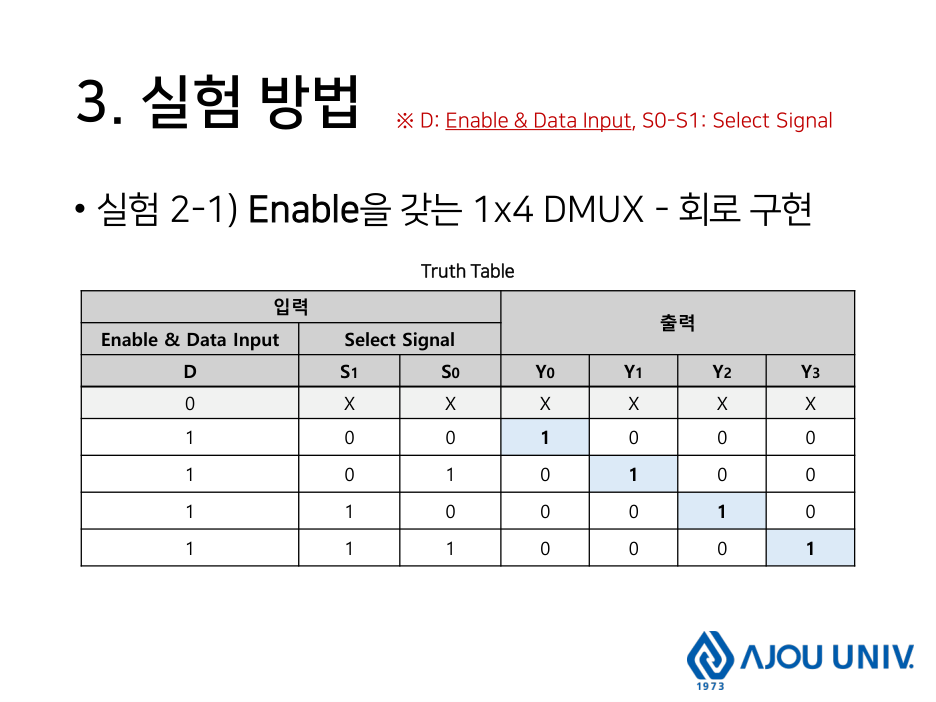 3. 실험 방법
※ D: Enable & Data Input, S0-S1: Select Signal
• 실험 2-1) Enable을 갖는 1x4 DMUX - 회로 구현
Truth Table
입력 출력
Enable & Data Input Select Signal
D S1 S0 Y0 Y1 Y2 Y3
0 X X X X X X
1 0 0 1 0 0 0
1 0 1 0 1 0 0
1 1 0 0 0 1 0
1 1 1 0 0 0 1
AJOU UNIV.
1973